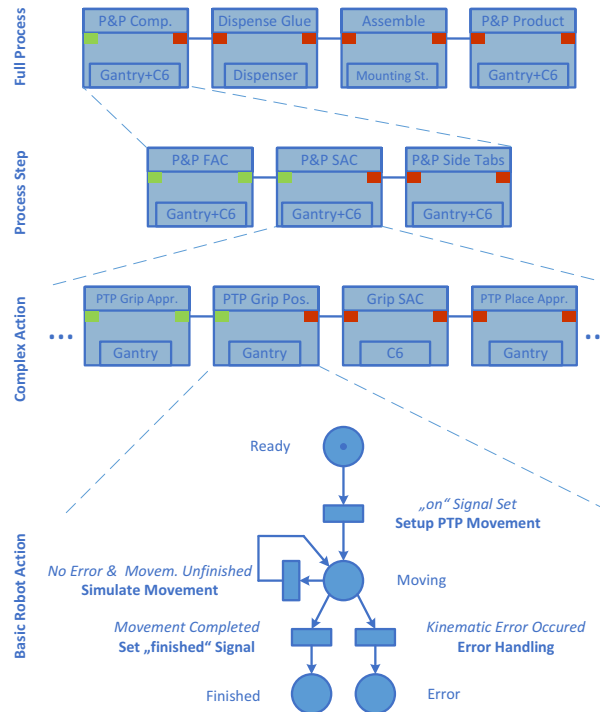 Full Process
P&P Comp.
Dispense Glue
Assemble
P&P Product
Gantry+C6
Dispenser
Mounting St.
Gantry+C6
Process Step
P&P FAC
P&P SAC
P&P Side Tabs
Gantry+C6
Gantry+C6
Gantry+C6
Complex Action
PTP Grip Appr.
PTP Grip Pos.
Grip SAC
PTP Place Appr.
...
Gantry
Gantry
C6
Gantry
...
Basic Robot Action
Ready
„on“ Signal Set
Setup PTP Movement
No Error & Movem. Unfinished
Simulate Movement
Moving
Movement Completed
Set „finished“ Signal
Kinematic Error Occured
Error Handling
Finished
Error